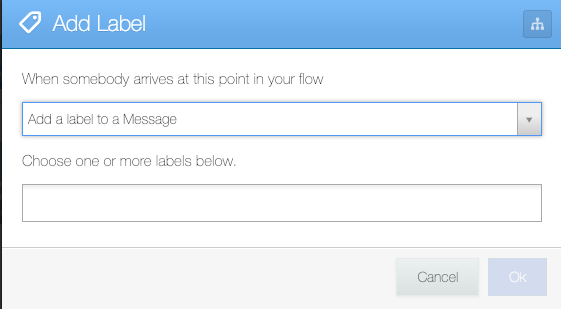 Add Label
When somebody arrives at this point in your flow
Add a label to a Message
Choose one or more labels below.
Cancel
Ok